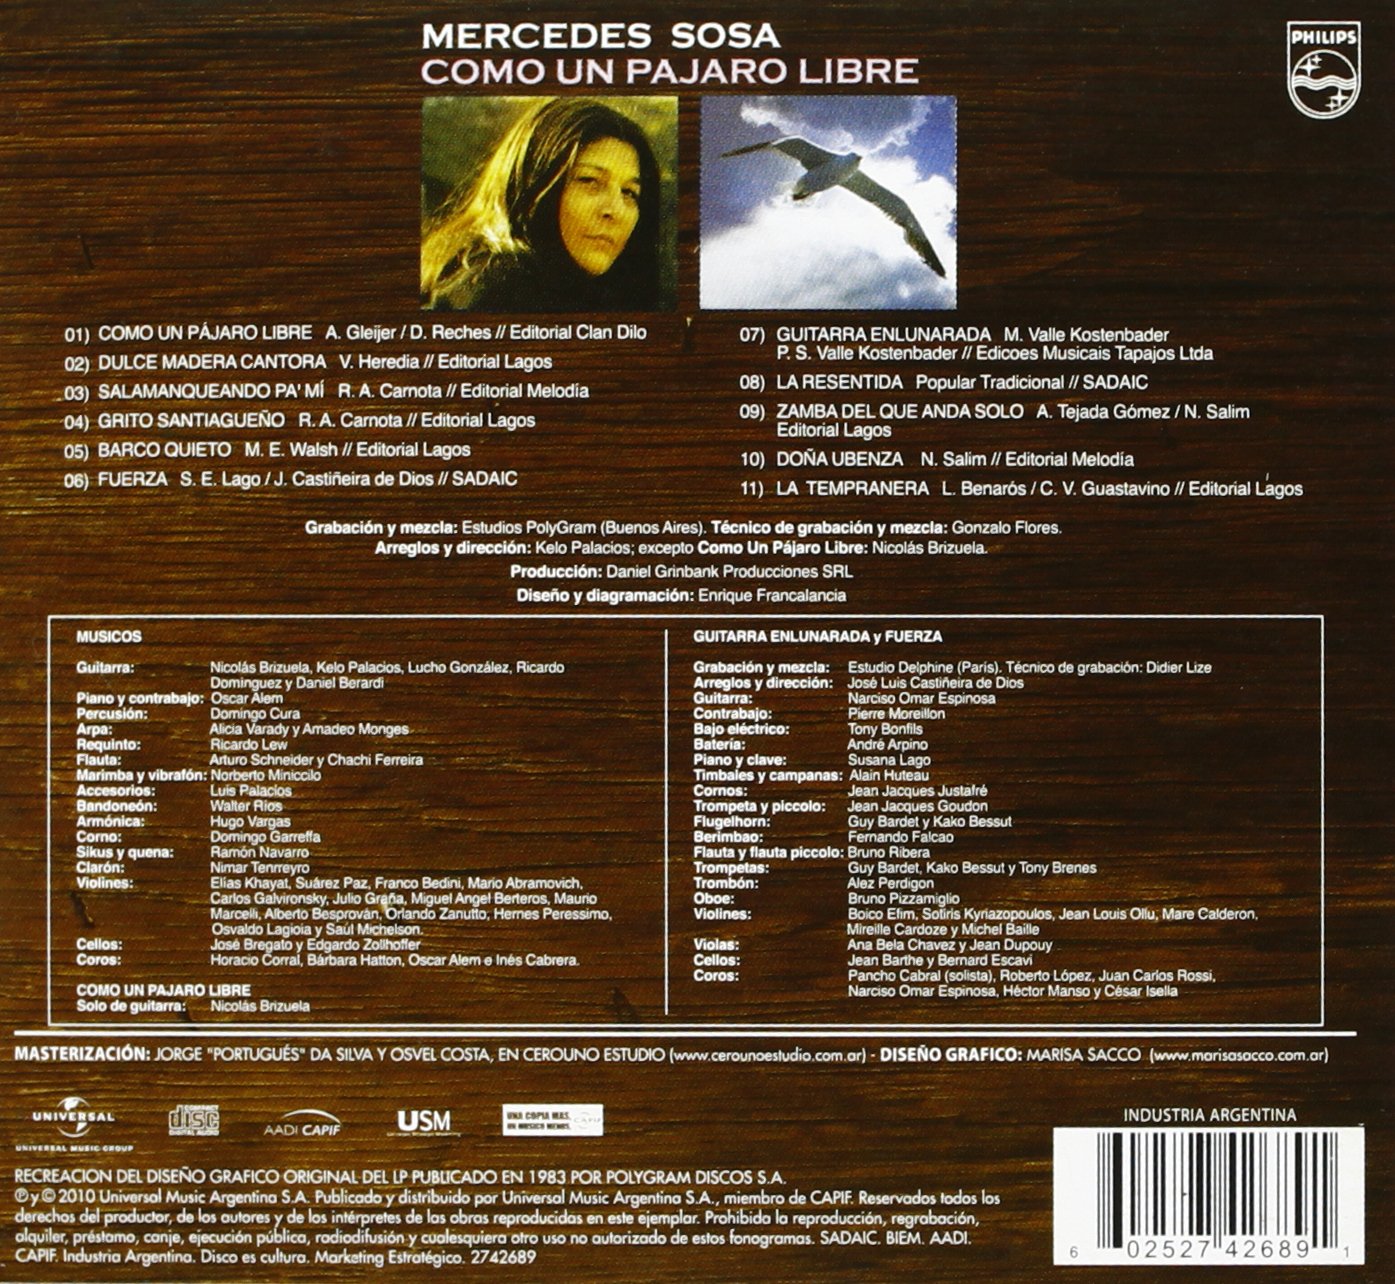 MERCEDES SOSA
COMO UN PAJARO LIBRE
PHILIPS
01) COMO UN PÁJARO LIBRE A. Gleijer / D. Reches // Editorial Clan Dilo
02) DULCE MADERA CANTORA V. Heredia // Editorial Lagos
03) SALAMANQUEANDO PA' MÍ R. A. Carnota // Editorial Melodía
04) GRITO SANTIAGUEÑO R. A. Carnota // Editorial Lagos
05) BARCO QUIETO M. E. Walsh // Editorial Lagos
06) FUERZA S. E. Lago / J. Castiñeira de Dios // SADAIC
07) GUITARRA ENLUNARADA M. Valle Kostenbader
P. S. Valle Kostenbader // Edicoes Musicais Tapajos Ltda
08) LA RESENTIDA Popular Tradicional // SADAIC
09) ZAMBA DEL QUE ANDA SOLO A. Tejada Gómez / N. Salim
Editorial Lagos
10) DOÑA UBENZA N. Salim // Editorial Melodía
11) LA TEMPRANERA L. Benarós / C. V. Guastavino // Editorial Lagos
Grabación y mezcla: Estudios PolyGram (Buenos Aires). Técnico de grabación y mezcla: Gonzalo Flores.
Arreglos y dirección: Kelo Palacios; excepto Como Un Pájaro Libre: Nicolás Brizuela.
Producción: Daniel Grinbank Producciones SRL
Diseño y diagramación: Enrique Francalancia
MUSICOS
Guitarra: Nicolás Brizuela, Kelo Palacios, Lucho González, Ricardo
Dominguez y Daniel Berardi
Piano y contrabajo: Oscar Alem
Percusión: Domingo Cura
Arpa: Alicia Varady y Amadeo Monges
Requinto: Ricardo Lew
Flauta: Arturo Schneider y Chachi Ferreira
Marimba y vibrafón: Norberto Miniccilo
Accesorios: Luis Palacios
Bandoneón: Walter Ríos
Armónica: Hugo Vargas
Corno: Domingo Garreffa
Sikus y quena: Ramón Navarro
Clarón: Nimar Tenrreyro
Violines: Elías Khayat, Suárez Paz, Franco Bedini, Mario Abramovich,
Carlos Galvironsky, Julio Graña, Miguel Angel Berteros, Maurio
Marcelli, Alberto Besprován, Orlando Zanutto, Hernes Peressimo,
Osvaldo Lagioia y Saúl Michelson.
Cellos: José Bregato y Edgardo Zollhoffer
Coros: Horacio Corral, Bárbara Hatton, Oscar Alem e Inés Cabrera.
COMO UN PAJARO LIBRE
Solo de guitarra: Nicolás Brizuela
GUITARRA ENLUNARADA y FUERZA
Grabación y mezcla: Estudio Delphine (París). Técnico de grabación: Didier Lize
Arreglos y dirección: José Luis Castiñeira de Dios
Guitarra: Narciso Omar Espinosa
Contrabajo: Pierre Moreillon
Bajo eléctrico: Tony Bonfils
Batería: André Arpino
Piano y clave: Susana Lago
Timbales y campanas: Alain Huteau
Cornos: Jean Jacques Justafré
Trompeta y piccolo: Jean Jacques Goudon
Flugelhorn: Guy Bardet y Kako Bessut
Berimbao: Fernando Falcao
Flauta y flauta piccolo: Bruno Ribera
Trompetas: Guy Bardet, Kako Bessut y Tony Brenes
Trombón: Alez Perdigon
Oboe: Bruno Pizzamiglio
Violines: Boico Efim, Sotiris Kyriazopoulos, Jean Louis Ollu, Mare Calderon,
Mireille Cardoze y Michel Baille
Violas: Ana Bela Chavez y Jean Dupouy
Cellos: Jean Barthe y Bernard Escavi
Coros: Pancho Cabral (solista), Roberto López, Juan Carlos Rossi,
Narciso Omar Espinosa, Héctor Manso y César Isella
MASTERIZACIÓN: JORGE "PORTUGUÉS" DA SILVA Y OSVEL COSTA, EN CEROUNO ESTUDIO (www.cerounoestudio.com.ar) - DISEÑO GRAFICO: MARISA SACCO (www.marisasacco.com.ar)
UNIVERSAL
UNIVERSAL MUSIC GROUP
COMPACT
disc
DIGITAL AUDIO
AADI CAPIF
USM
UNA COPIA MAS,
UN MUSICO MENOS.
CAPIF
INDUSTRIA ARGENTINA
RECREACION DEL DISEÑO GRAFICO ORIGINAL DEL LP PUBLICADO EN 1983 POR POLYGRAM DISCOS S.A.
℗ y © 2010 Universal Music Argentina S.A. Publicado y distribuido por Universal Music Argentina S.A., miembro de CAPIF. Reservados todos los
derechos del productor, de los autores y de los intérpretes de las obras reproducidas en este ejemplar. Prohibida la reproducción, regrabación,
alquiler, préstamo, canje, ejecución pública, radiodifusión y cualesquiera otro uso no autorizado de estos fonogramas. SADAIC. BIEM. AADI.
CAPIF. Industria Argentina. Disco es cultura. Marketing Estratégico. 2742689
6 02527 42689 1